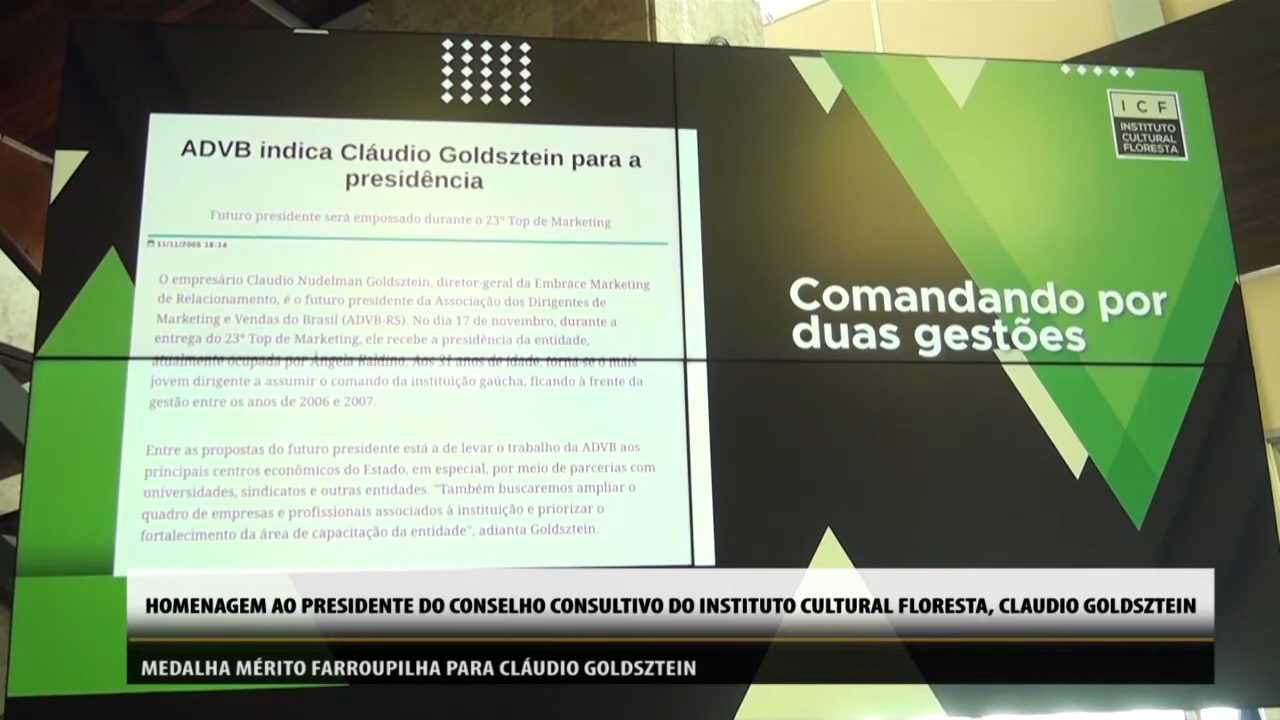 ADVB indica Cláudio Goldsztein para a
presidência
Futuro presidente será empossado durante o 23º Top de Marketing
11/11/2005 18:14
O empresário Claudio Nudelman Goldsztein, diretor-geral da Embrace Marketing
de Relacionamento, é o futuro presidente da Associação dos Dirigentes de
Marketing e Vendas do Brasil (ADVB-RS). No dia 17 de novembro, durante a
entrega do 23º Top de Marketing, ele recebe a presidência da entidade,
atualmente ocupada por Ângela Baldino. Aos 31 anos de idade, torna-se o mais
jovem dirigente a assumir o comando da instituição gaúcha, ficando à frente da
gestão entre os anos de 2006 e 2007.
Entre as propostas do futuro presidente está a de levar o trabalho da ADVB aos
principais centros econômicos do Estado, em especial, por meio de parcerias com
universidades, sindicatos e outras entidades. "Também buscaremos ampliar o
quadro de empresas e profissionais associados à instituição e priorizar o
fortalecimento da área de capacitação da entidade", adianta Goldsztein.
ICF
INSTITUTO
CULTURAL
FLORESTA
Comandando por
duas gestões
HOMENAGEM AO PRESIDENTE DO CONSELHO CONSULTIVO DO INSTITUTO CULTURAL FLORESTA, CLAUDIO GOLDSZTEIN
MEDALHA MÉRITO FARROUPILHA PARA CLÁUDIO GOLDSZTEIN